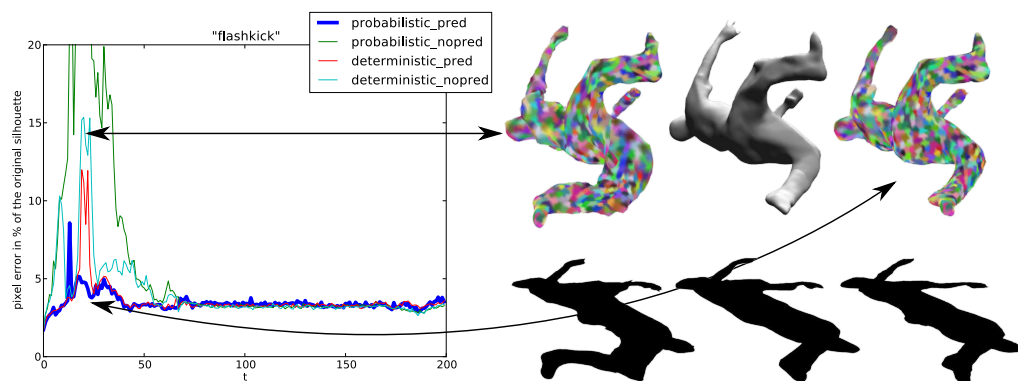 "flashkick"
probabilistic_pred
probabilistic_nopred
deterministic_pred
deterministic_nopred
pixel error in % of the original silhouette
20
15
10
5
0
0 50 100 150 200
t